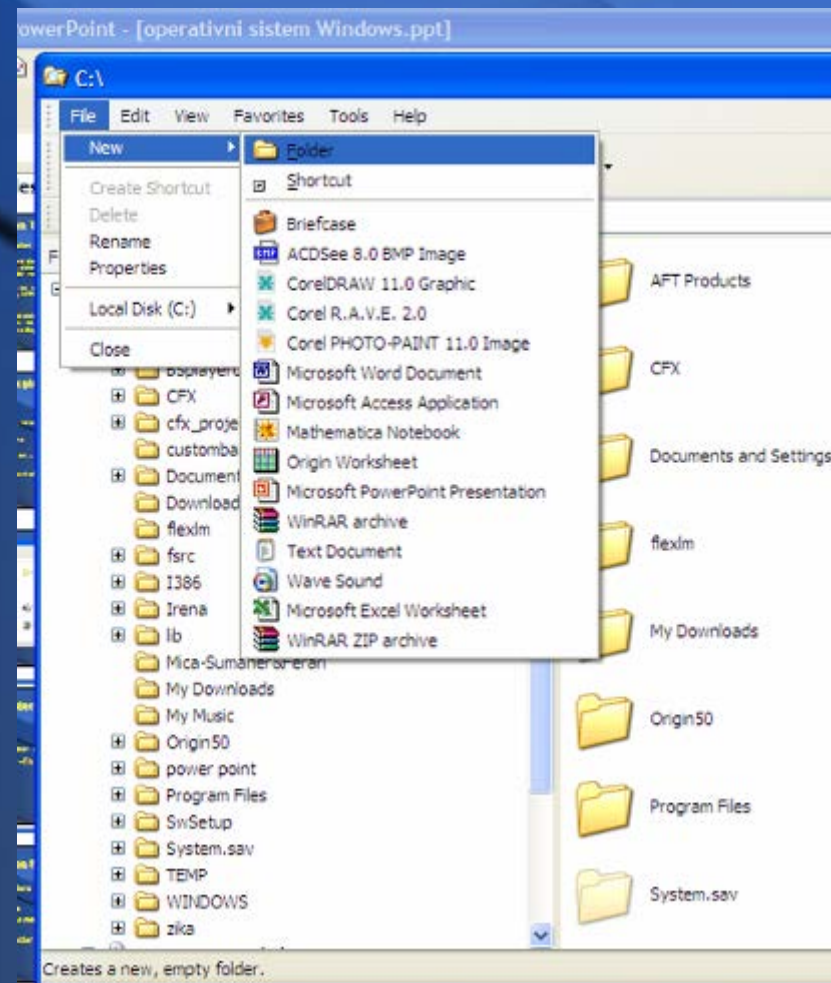 owerPoint - [operativni sistem Windows.ppt]
C:\
File Edit View Favorites Tools Help
New
Create Shortcut
Delete
Rename
Properties
Local Disk (C:)
Close
Folder
Shortcut
Briefcase
ACDSee 8.0 BMP Image
CorelDRAW 11.0 Graphic
Corel R.A.V.E. 2.0
Corel PHOTO-PAINT 11.0 Image
Microsoft Word Document
Microsoft Access Application
Mathematica Notebook
Origin Worksheet
Microsoft PowerPoint Presentation
WinRAR archive
Text Document
Wave Sound
Microsoft Excel Worksheet
WinRAR ZIP archive
CFX
cfx_proje
customba
Document
Download
flexlm
fsrc
I386
Irena
lib
My Downloads
My Music
Origin50
power point
Program Files
SwSetup
System.sav
TEMP
WINDOWS
zika
AFT Products
CFX
Documents and Settings
flexlm
My Downloads
Origin50
Program Files
System.sav
Creates a new, empty folder.